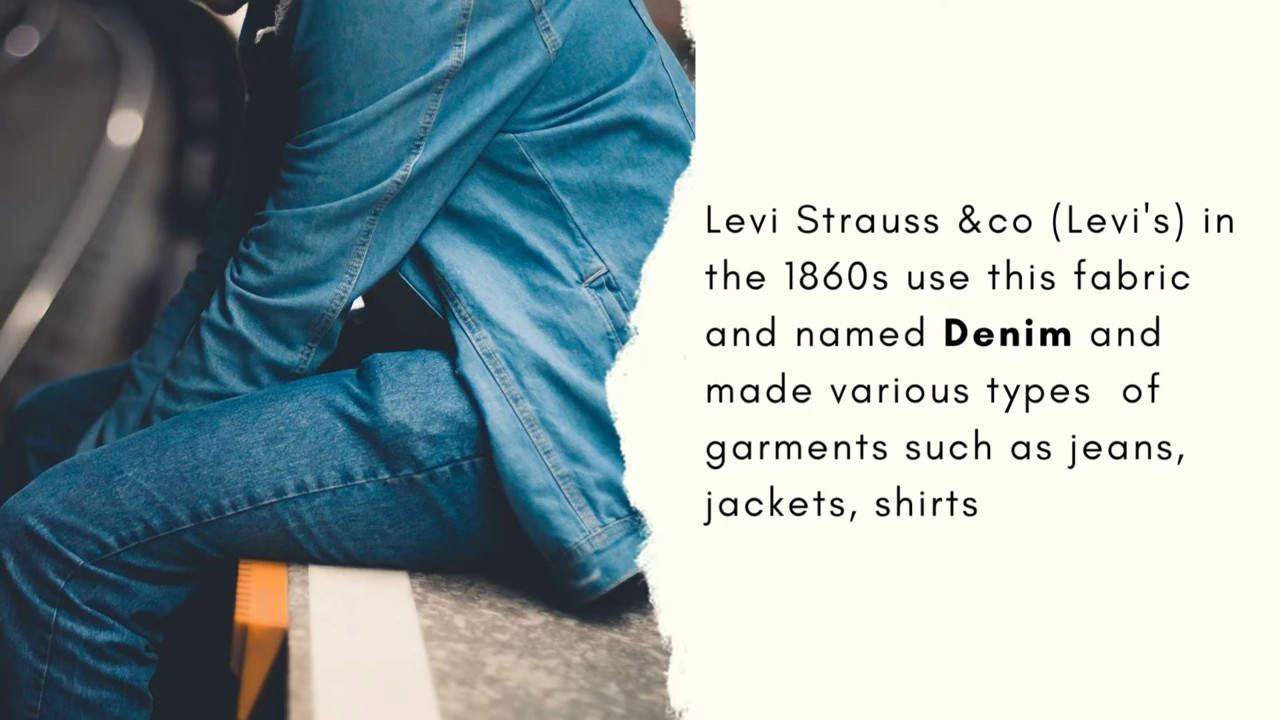 Levi Strauss &co (Levi's) in
the 1860s use this fabric
and named Denim and
made various types  of
garments such as jeans,
jackets, shirts